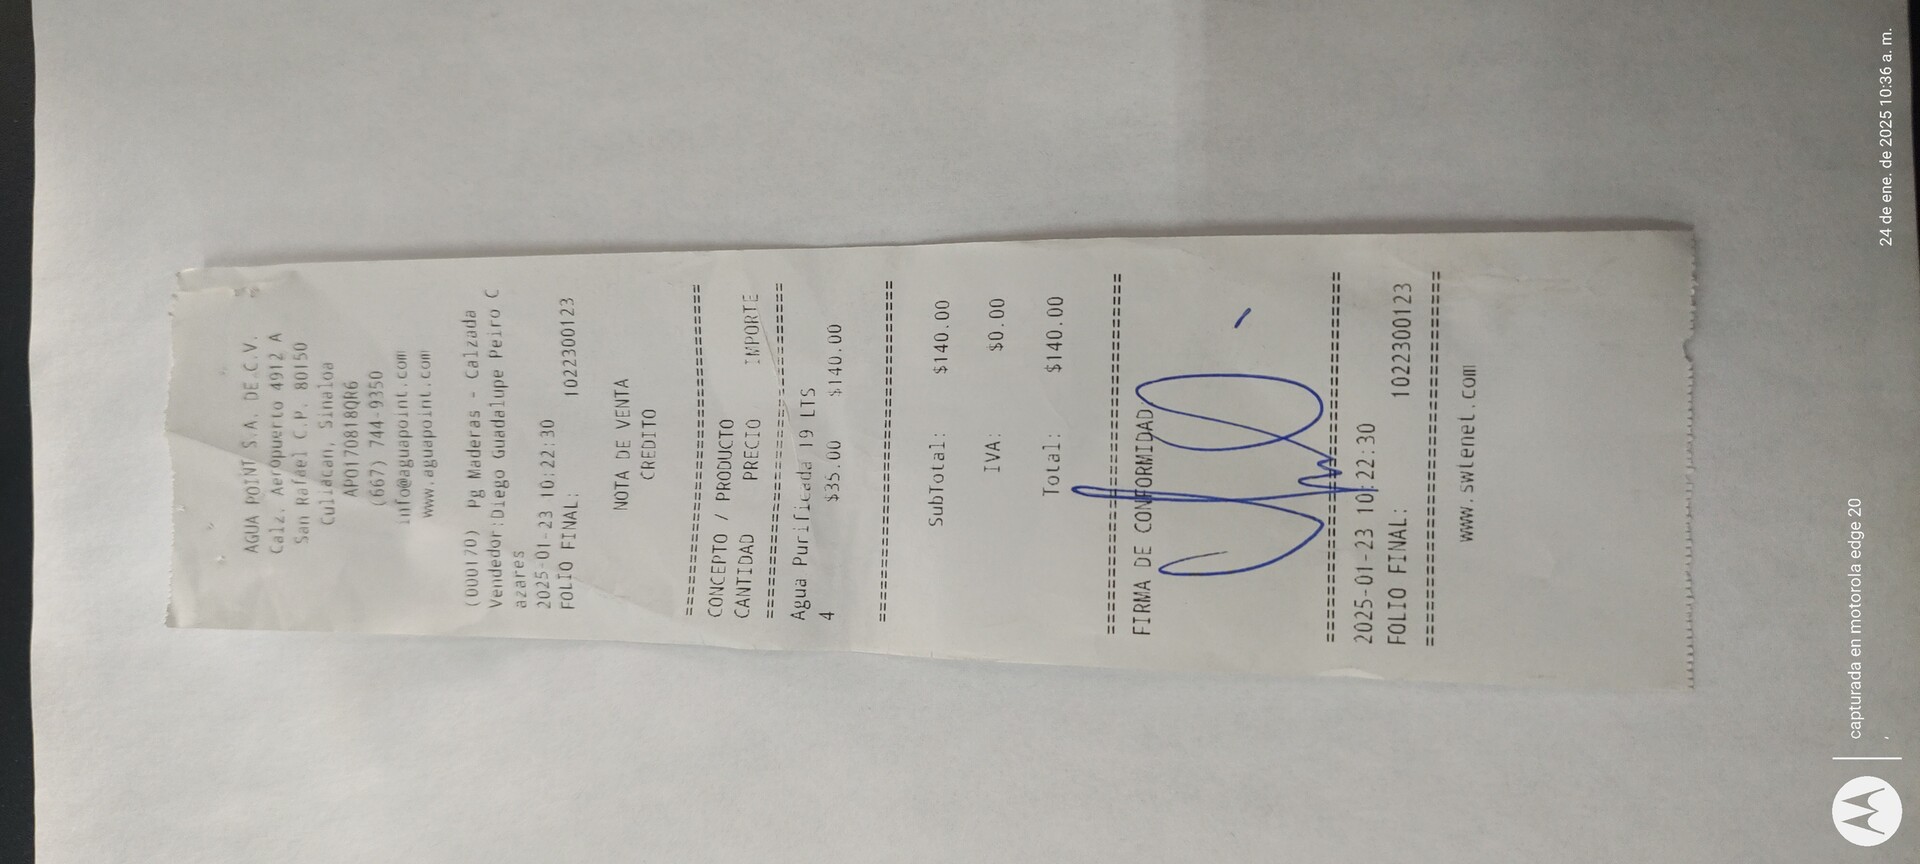 AGUA POINT S.A. DE C.V.
Calz. Aeropuerto 4912 A
San Rafael C.P. 80150
Culiacan, Sinaloa
APO170818QR6
(667) 744-9350
info@aguapoint.com
www.aguapoint.com
(000170) Pg Maderas - Calzada
Vendedor:Diego Guadalupe Peiro C
azares
2025-01-23 10:22:30
FOLIO FINAL: 1022300123
NOTA DE VENTA
CREDITO
================================
CONCEPTO / PRODUCTO
CANTIDAD PRECIO IMPORTE
================================
Agua Purificada 19 LTS
4 $35.00 $140.00
================================
SubTotal: $140.00
IVA: $0.00
Total: $140.00
================================
FIRMA DE CONFORMIDAD
================================
2025-01-23 10:22:30
FOLIO FINAL: 1022300123
================================
www.swlenet.com
capturada en motorola edge 20
24 de ene. de 2025 10:36 a. m.